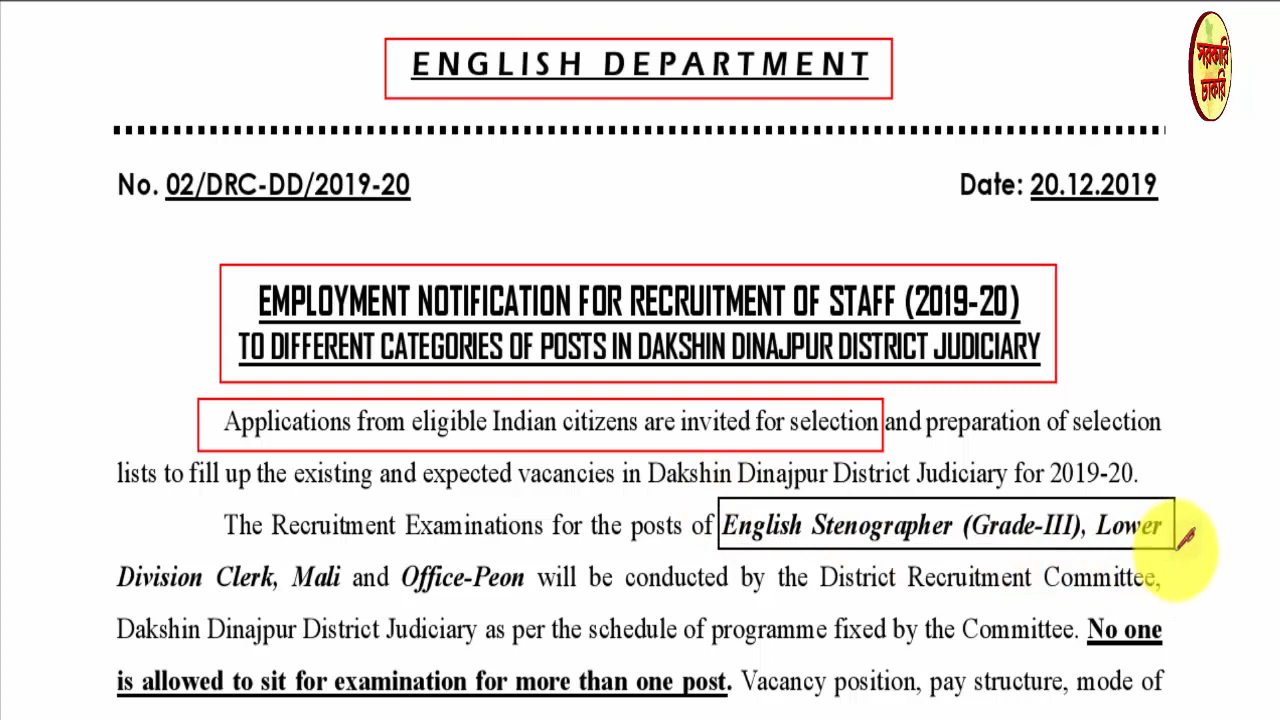 ENGLISH DEPARTMENT
সরকারি
চাকরি
No. 02/DRC-DD/2019-20 Date: 20.12.2019
EMPLOYMENT NOTIFICATION FOR RECRUITMENT OF STAFF (2019-20)
TO DIFFERENT CATEGORIES OF POSTS IN DAKSHIN DINAJPUR DISTRICT JUDICIARY
Applications from eligible Indian citizens are invited for selection and preparation of selection
lists to fill up the existing and expected vacancies in Dakshin Dinajpur District Judiciary for 2019-20.
The Recruitment Examinations for the posts of English Stenographer (Grade-III), Lower
Division Clerk, Mali and Office-Peon will be conducted by the District Recruitment Committee,
Dakshin Dinajpur District Judiciary as per the schedule of programme fixed by the Committee. No one
is allowed to sit for examination for more than one post. Vacancy position, pay structure, mode of